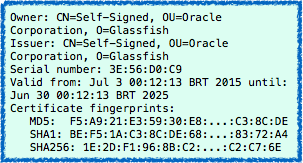 Owner: CN=Self-Signed, OU=Oracle
Corporation, O=Glassfish
Issuer: CN=Self-Signed, OU=Oracle
Corporation, O=Glassfish
Serial number: 3E:56:D0:C9
Valid from: Jul 3 00:12:13 BRT 2015 until:
Jun 30 00:12:13 BRT 2025
Certificate fingerprints:
MD5: F5:A9:21:E3:59:30:E8:...:C3:8C:DE
SHA1: BE:F5:1A:C3:8C:DE:68:...:83:72:A4
SHA256: 1E:2D:F1:96:8B:C2:...:C2:C7:6E